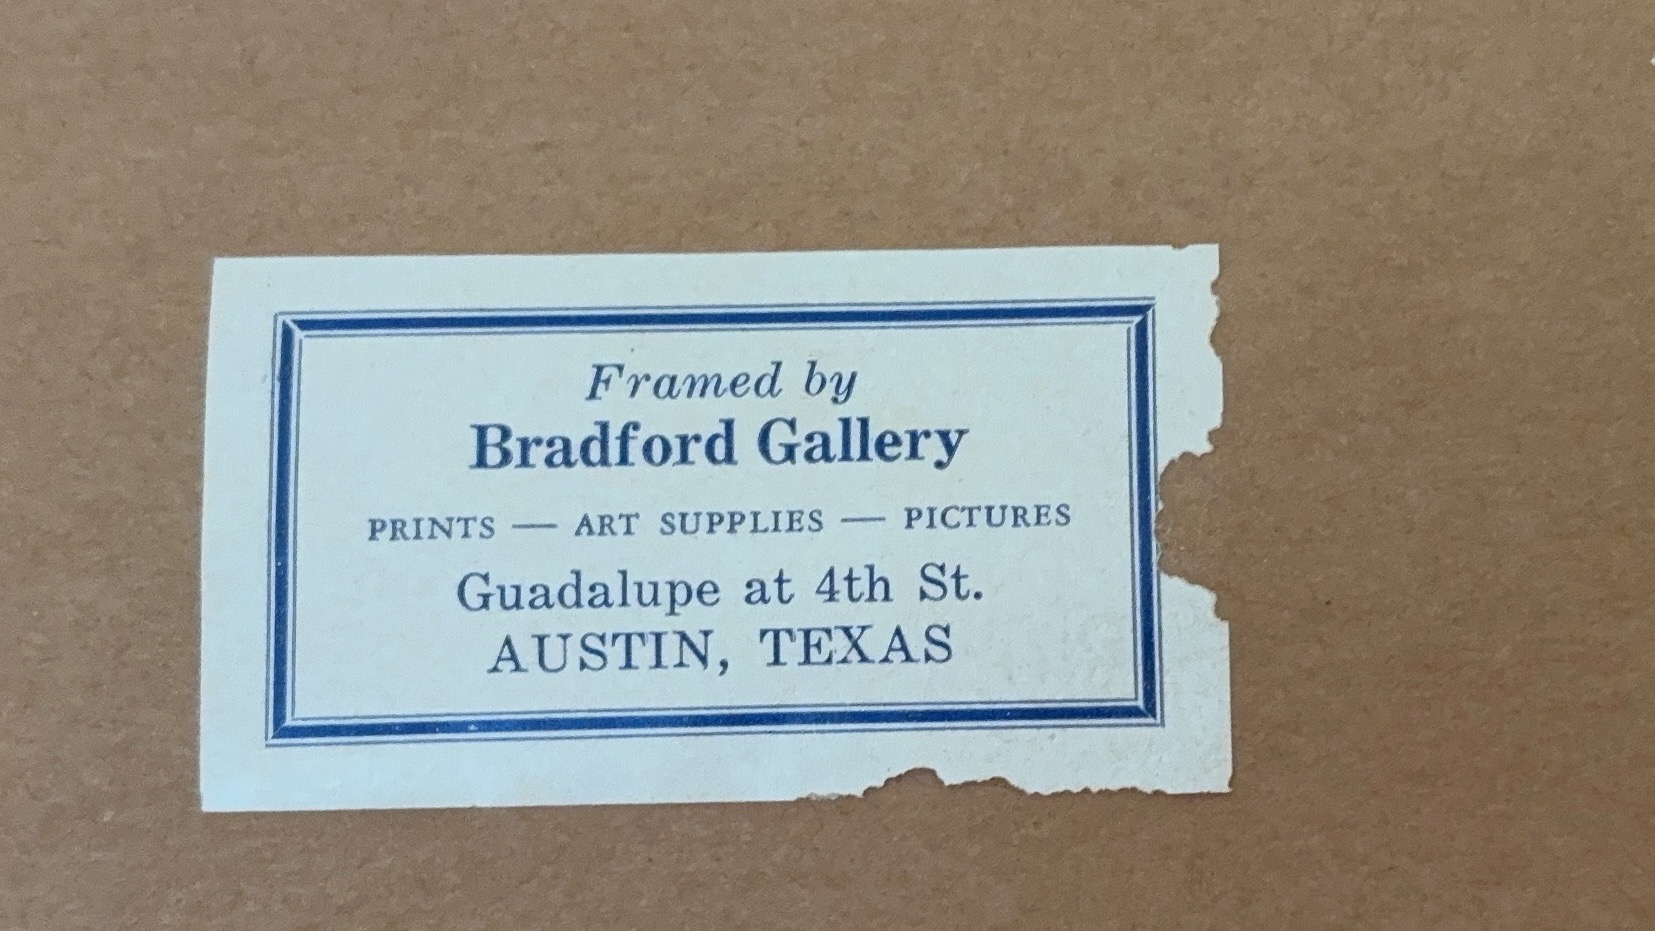 Framed by
Bradford Gallery
PRINTS — ART SUPPLIES — PICTURES
Guadalupe at 4th St.
AUSTIN, TEXAS